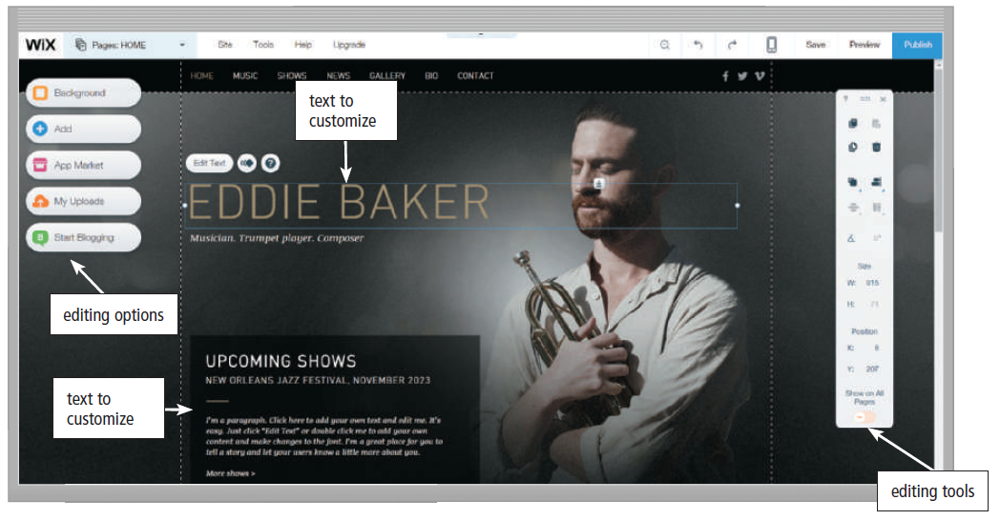 WiX Pages: HOME Site Tools Help Upgrade Save Preview Publish
HOME MUSIC SHOWS NEWS GALLERY BIO CONTACT
Background
Add
App Market
My Uploads
Start Blogging
editing options
text to
customize
Edit Text
EDDIE BAKER
Musician. Trumpet player. Composer
UPCOMING SHOWS
NEW ORLEANS JAZZ FESTIVAL, NOVEMBER 2023
text to
customize
I'm a paragraph. Click here to add your own text and edit me. It's
easy. Just click "Edit Text" or double click me to add your own
content and make changes to the font. I'm a great place for you to
tell a story and let your users know a little more about you.
More shows >
Size
W: 815
H:
Position
X:
Y:
Show on All
Pages
editing tools